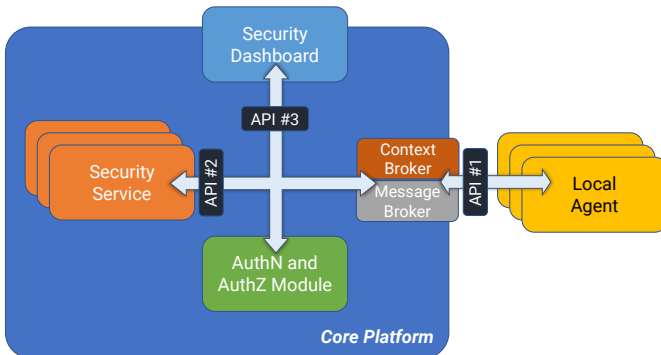 Security
Dashboard
API #3
Security
Service
API #2
Context
Broker
Message
Broker
API #1
Local
Agent
AuthN and
AuthZ Module
Core Platform